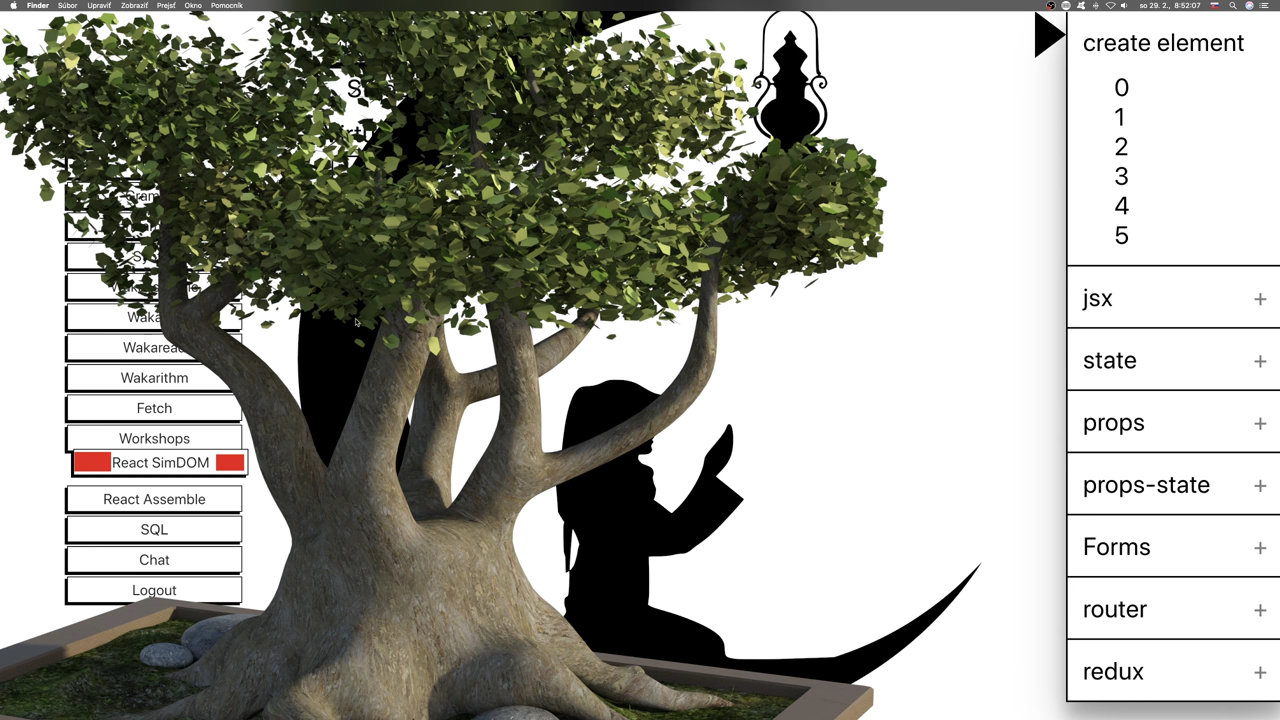 Finder Súbor Upraviť Zobraziť Prejsť Okno Pomocník
so 29. 2., 8:52:07
Wakarithm
Fetch
Workshops
React SimDOM
React Assemble
SQL
Chat
Logout
create element
0
1
2
3
4
5
jsx +
state +
props +
props-state +
Forms +
router +
redux +